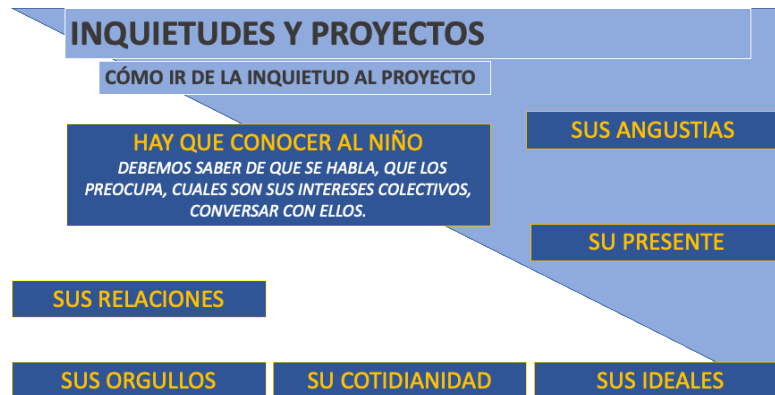 INQUIETUDES Y PROYECTOS
CÓMO IR DE LA INQUIETUD AL PROYECTO
HAY QUE CONOCER AL NIÑO
DEBEMOS SABER DE QUE SE HABLA, QUE LOS
PREOCUPA, CUALES SON SUS INTERESES COLECTIVOS,
CONVERSAR CON ELLOS.
SUS ANGUSTIAS
SU PRESENTE
SUS RELACIONES
SUS ORGULLOS
SU COTIDIANIDAD
SUS IDEALES